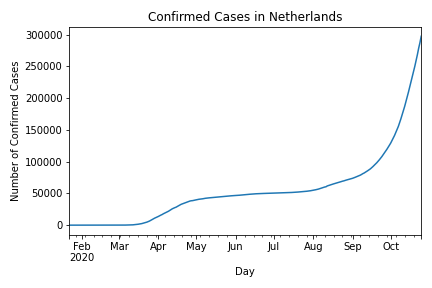 Confirmed Cases in Netherlands
Number of Confirmed Cases
300000
250000
200000
150000
100000
50000
0
Feb Mar Apr May Jun Jul Aug Sep Oct
2020
Day